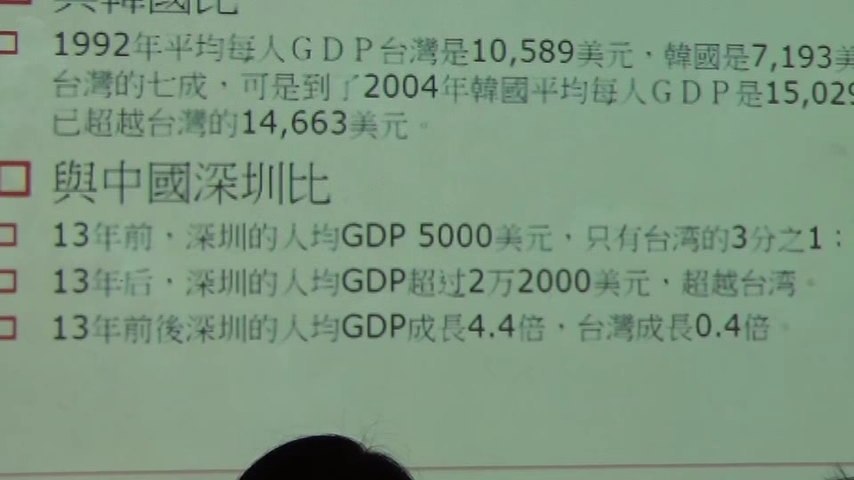 與韓國比
1992年平均每人ＧＤＰ台灣是10,589美元，韓國是7,193美
台灣的七成，可是到了2004年韓國平均每人ＧＤＰ是15,029
已超越台灣的14,663美元。
與中國深圳比
13年前，深圳的人均GDP 5000美元，只有台湾的3分之1；
13年后，深圳的人均GDP超过2万2000美元，超越台湾。
13年前後深圳的人均GDP成長4.4倍，台灣成長0.4倍。